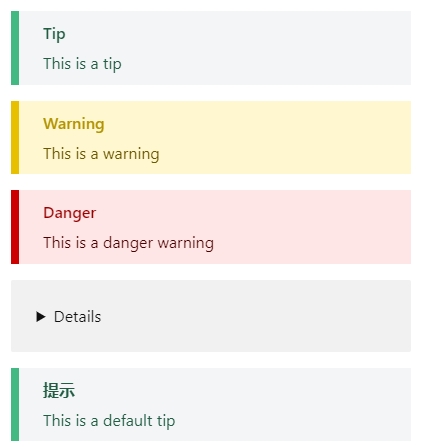 Tip
This is a tip
Warning
This is a warning
Danger
This is a danger warning
Details
提示
This is a default tip